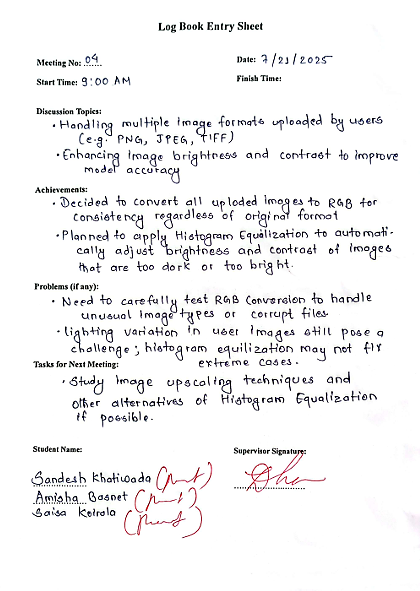 Log Book Entry Sheet
Meeting No: 04
Date: 7/21/2025
Start Time: 9:00 AM
Finish Time:
Discussion Topics:
• Handling multiple image formats uploaded by users
(e.g. PNG, JPEG, TIFF)
• Enhancing image brightness and contrast to improve
model accuracy
Achievements:
• Decided to convert all uploded images to RGB for
consistency regardless of original format
• Planned to apply Histogram Equilization to automati-
cally adjust brightness and contrast of images
that are too dark or too bright.
Problems (if any):
• Need to carefully test RGB Conversion to handle
unusual image types or corrupt files
• lighting variation in user images still pose a
challenge; histogram equilization may not fix
extreme cases.
Tasks for Next Meeting:
• Study image upscaling techniques and
other alternatives of Histogram Equalization
if possible.
Student Name:
Supervisor Signature:
Sandesh Khatiwada (Present)
Amisha Basnet (Present)
Saisa Koirala (Present)